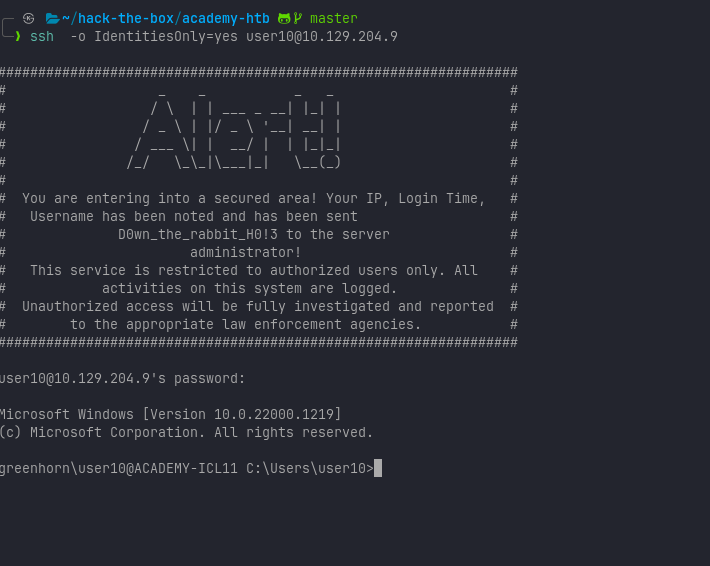 ~/hack-the-box/academy-htb master
ssh  -o IdentitiesOnly=yes user10@10.129.204.9
#################################################################
#                   _    _           _   _                      #
#                  / \  | | ___ _ __| |_| |                     #
#                 / _ \ | |/ _ \ '__| __| |                     #
#                / ___ \| |  __/ |  | |_|_|                     #
#               /_/   \_\_|\___|_|   \__(_)                     #
#                                                               #
#  You are entering into a secured area! Your IP, Login Time,   #
#   Username has been noted and has been sent                   #
#              D0wn_the_rabbit_H0!3 to the server               #
#                       administrator!                          #
#   This service is restricted to authorized users only. All    #
#            activities on this system are logged.              #
#  Unauthorized access will be fully investigated and reported  #
#        to the appropriate law enforcement agencies.           #
#################################################################
user10@10.129.204.9's password:
Microsoft Windows [Version 10.0.22000.1219]
(c) Microsoft Corporation. All rights reserved.
greenhorn\user10@ACADEMY-ICL11 C:\Users\user10>